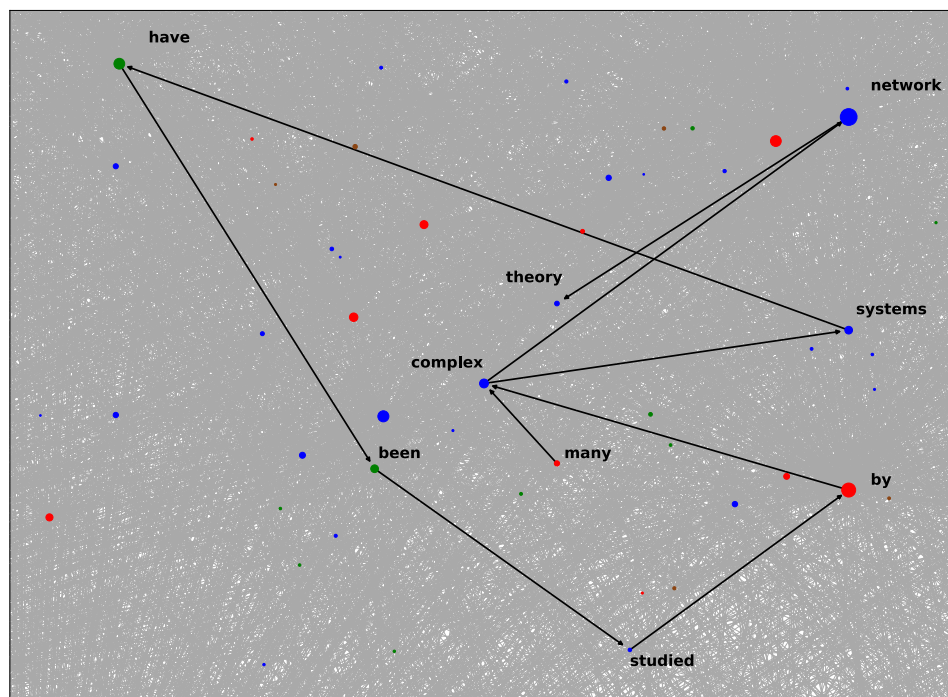 have
network
theory
systems
complex
been
many
by
studied